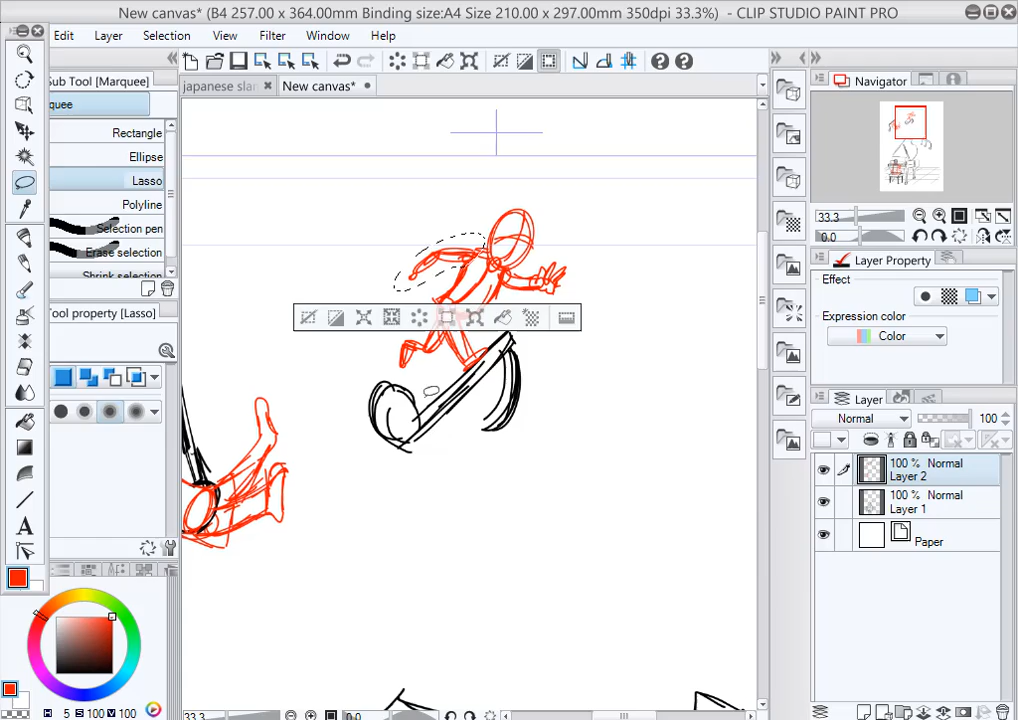 New canvas* (B4 257.00 x 364.00mm Binding size:A4 Size 210.00 x 297.00mm 350dpi 33.3%) - CLIP STUDIO PAINT PRO
Edit Layer Selection View Filter Window Help
Sub Tool [Marquee]
quee
Rectangle
Ellipse
Lasso
Polyline
Selection pen
Erase selection
Shrink selection
Tool property [Lasso]
japanese slan
New canvas*
Navigator
33.3
0.0
Layer Property
Effect
Expression color
Color
Layer
Normal
100
100 % Normal
Layer 2
100 % Normal
Layer 1
Paper
A
H 5 S 100 V 100
33.3
0.0